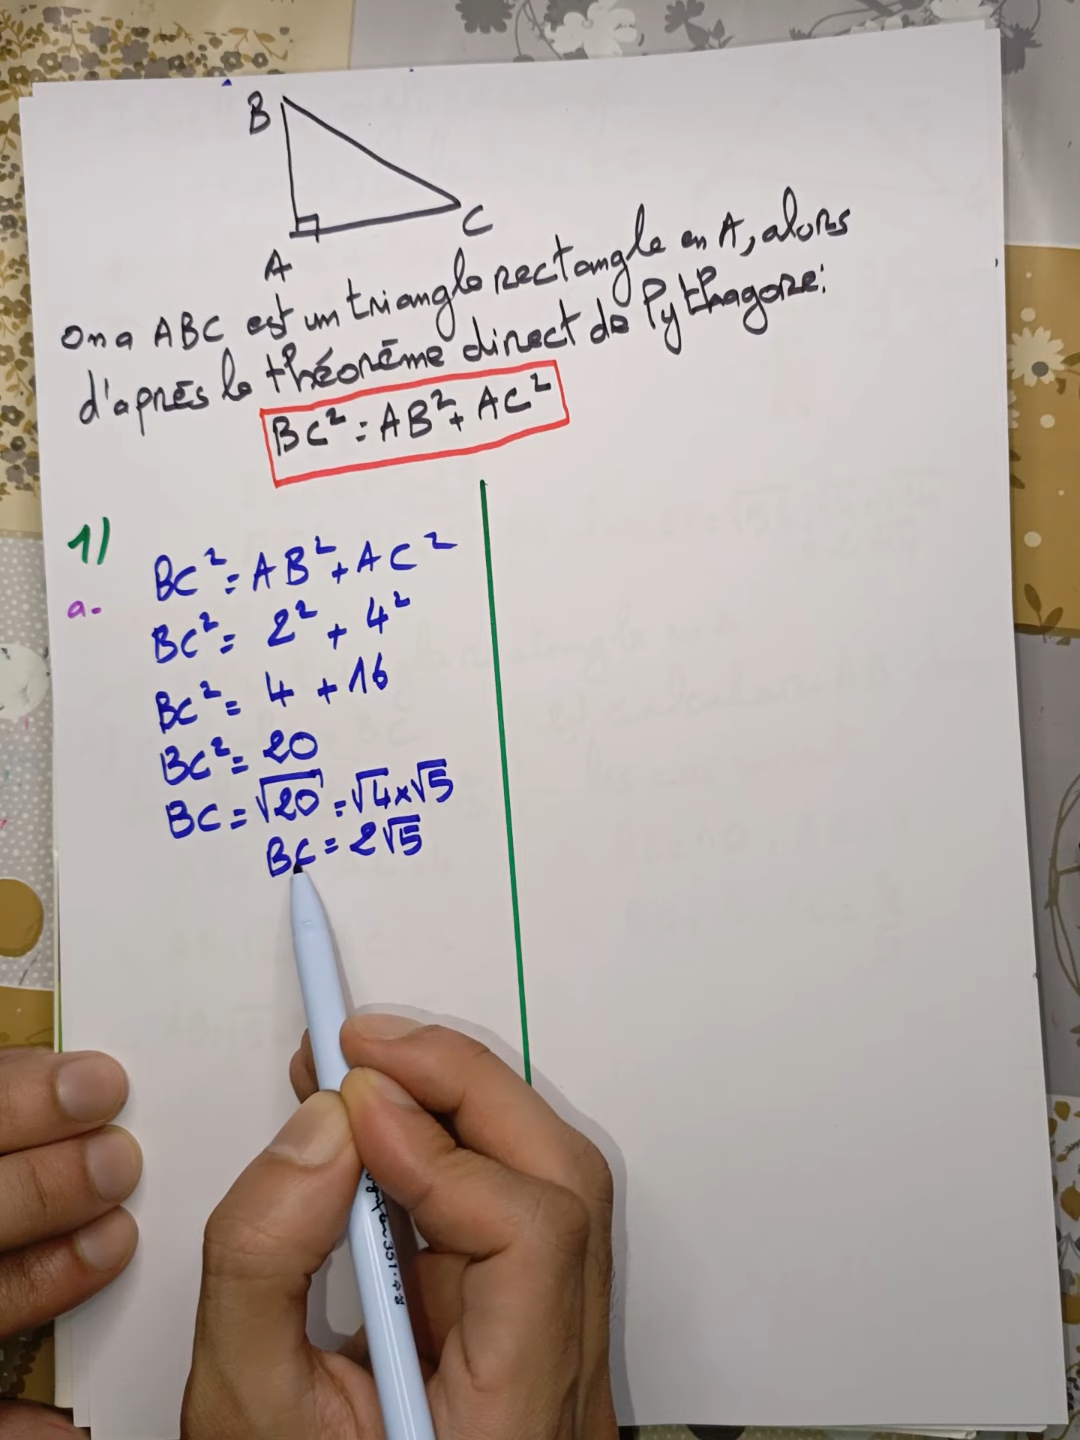 B
C
A
On a ABC est un triangle rectangle en A, alors
d'après le théorème direct de Pythagore:
BC² = AB² + AC²
1)
a.
BC² = AB² + AC²
BC² = 2² + 4²
BC² = 4 + 16
BC² = 20
BC = √20 = √4 × √5
BC = 2√5